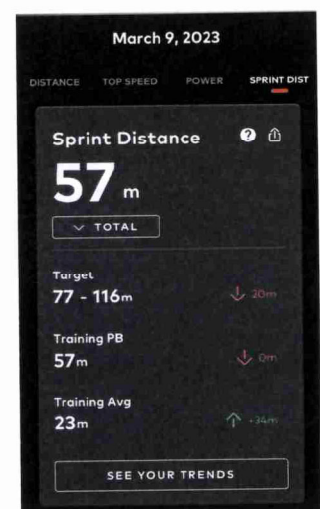 March 9, 2023
DISTANCE TOP SPEED POWER SPRINT DIST
Sprint Distance ?
57 m
TOTAL
Target
77 - 116m 20m
Training PB
57m 0m
Training Avg
23m +34m
SEE YOUR TRENDS